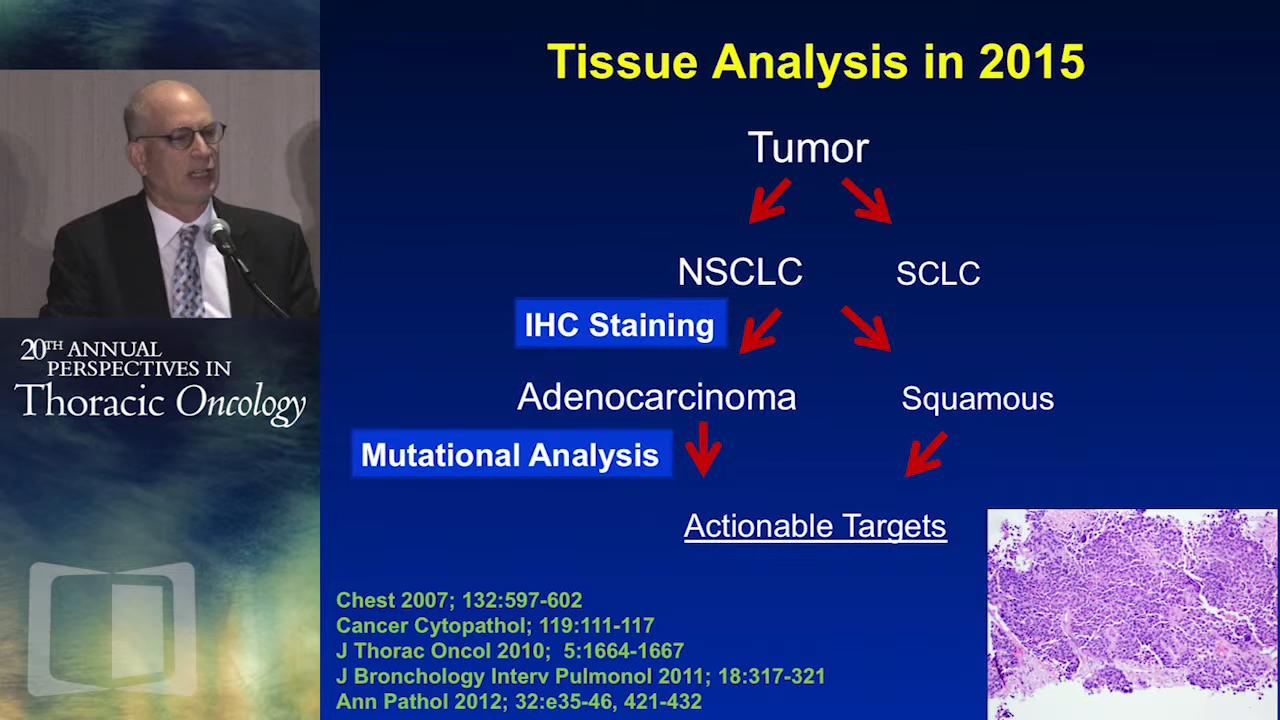 Tissue Analysis in 2015
Tumor
NSCLC
SCLC
IHC Staining
Adenocarcinoma
Squamous
Mutational Analysis
Actionable Targets
Chest 2007; 132:597-602
Cancer Cytopathol; 119:111-117
J Thorac Oncol 2010;  5:1664-1667
J Bronchology Interv Pulmonol 2011; 18:317-321
Ann Pathol 2012; 32:e35-46, 421-432
20TH ANNUAL
PERSPECTIVES IN
Thoracic Oncology